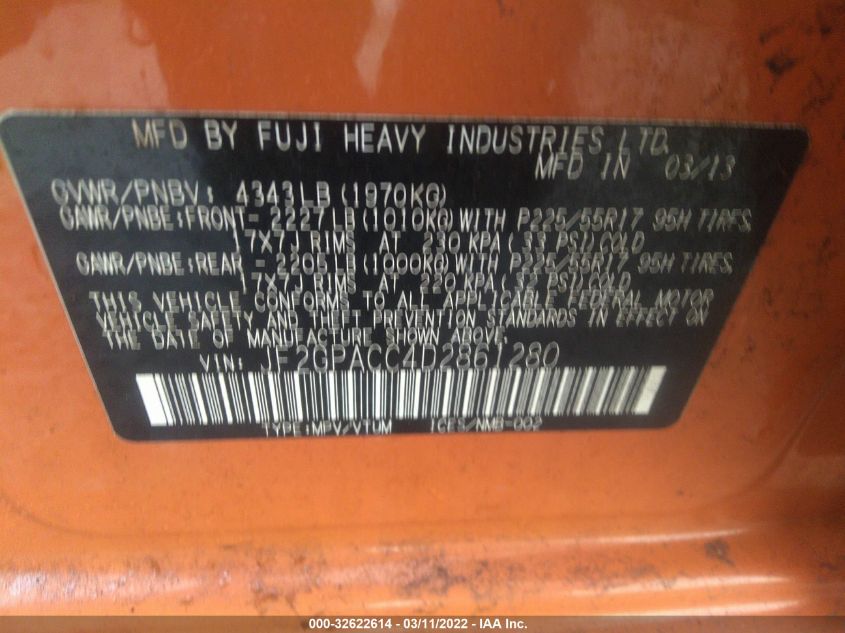 MFD BY FUJI HEAVY INDUSTRIES LTD.
MFD IN 03/13
GVWR/PNBV: 4343LB (1970KG)
GAWR/PNBE:FRONT- 2227LB(1010KG)WITH P225/55R17 95H TIRES.
17X7J RIMS AT 230 KPA(33 PSI)COLD
GAWR/PNBE:REAR - 2205LB(1000KG)WITH P225/55R17 95H TIRES.
17X7J RIMS AT 220 KPA(32 PSI)COLD
THIS VEHICLE CONFORMS TO ALL APPLICABLE FEDERAL MOTOR
VEHICLE SAFETY AND THEFT PREVENTION STANDARDS IN EFFECT ON
THE DATE OF MANUFACTURE SHOWN ABOVE.
VIN: JF2GPACC4D2861280
TYPE:MPV/VTUM ICES/NMB-002
000-32622614 - 03/11/2022 - IAA Inc.